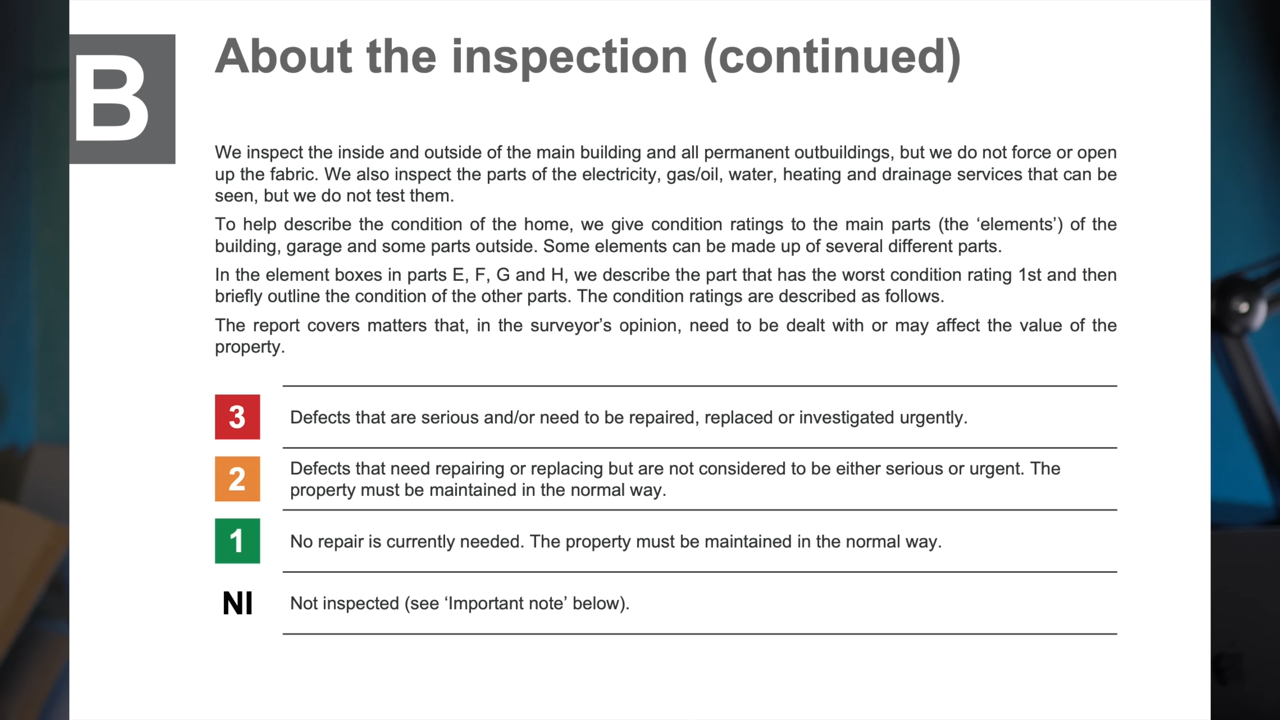 B
About the inspection (continued)
We inspect the inside and outside of the main building and all permanent outbuildings, but we do not force or open
up the fabric. We also inspect the parts of the electricity, gas/oil, water, heating and drainage services that can be
seen, but we do not test them.
To help describe the condition of the home, we give condition ratings to the main parts (the ‘elements’) of the
building, garage and some parts outside. Some elements can be made up of several different parts.
In the element boxes in parts E, F, G and H, we describe the part that has the worst condition rating 1st and then
briefly outline the condition of the other parts. The condition ratings are described as follows.
The report covers matters that, in the surveyor’s opinion, need to be dealt with or may affect the value of the
property.
3 Defects that are serious and/or need to be repaired, replaced or investigated urgently.
2 Defects that need repairing or replacing but are not considered to be either serious or urgent. The
property must be maintained in the normal way.
1 No repair is currently needed. The property must be maintained in the normal way.
NI Not inspected (see ‘Important note’ below).